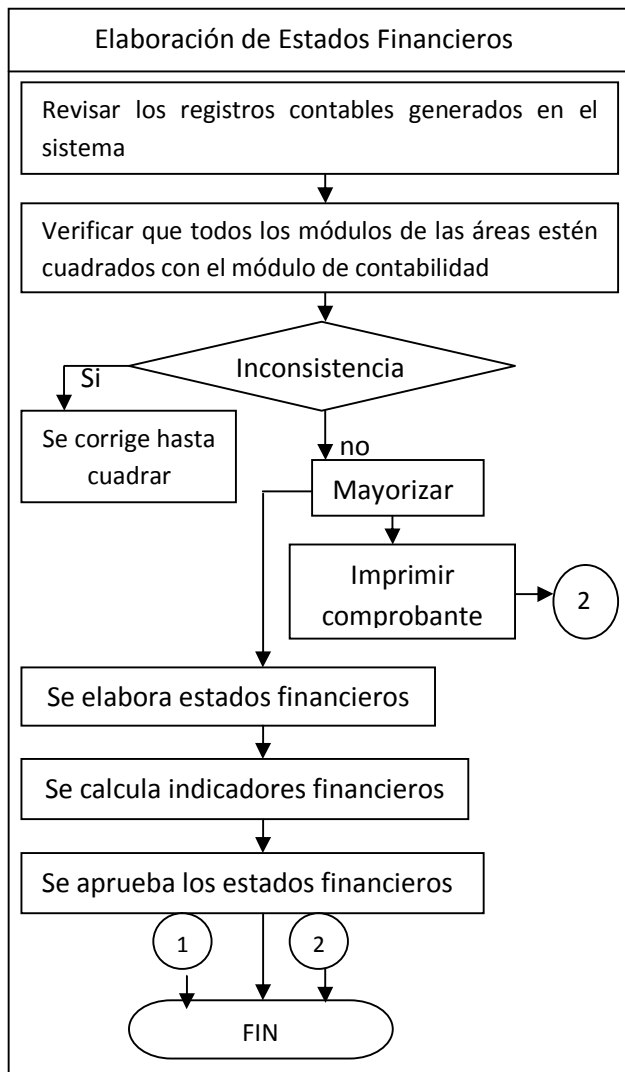 Elaboración de Estados Financieros
Revisar los registros contables generados en el
sistema
Verificar que todos los módulos de las áreas estén
cuadrados con el módulo de contabilidad
Inconsistencia
Si
Se corrige hasta
cuadrar
no
Mayorizar
Imprimir
comprobante
2
Se elabora estados financieros
Se calcula indicadores financieros
Se aprueba los estados financieros
1
2
FIN